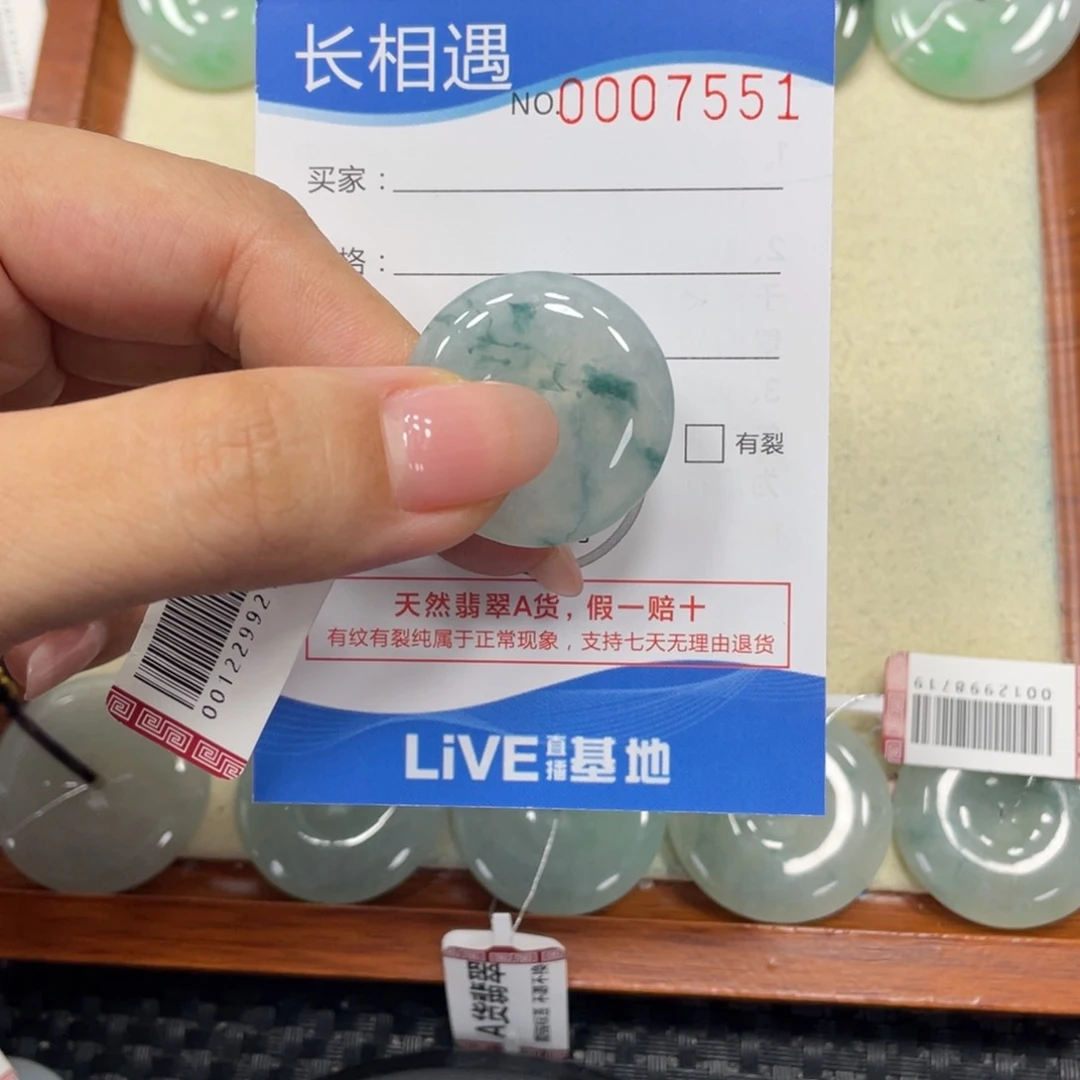 长相遇
NO.0007551
买家：
格：
有裂
天然翡翠A货，假一赔十
有纹有裂纯属于正常现象，支持七天无理由退货
00122992
0012998719
LiVE直播基地
A货翡翠